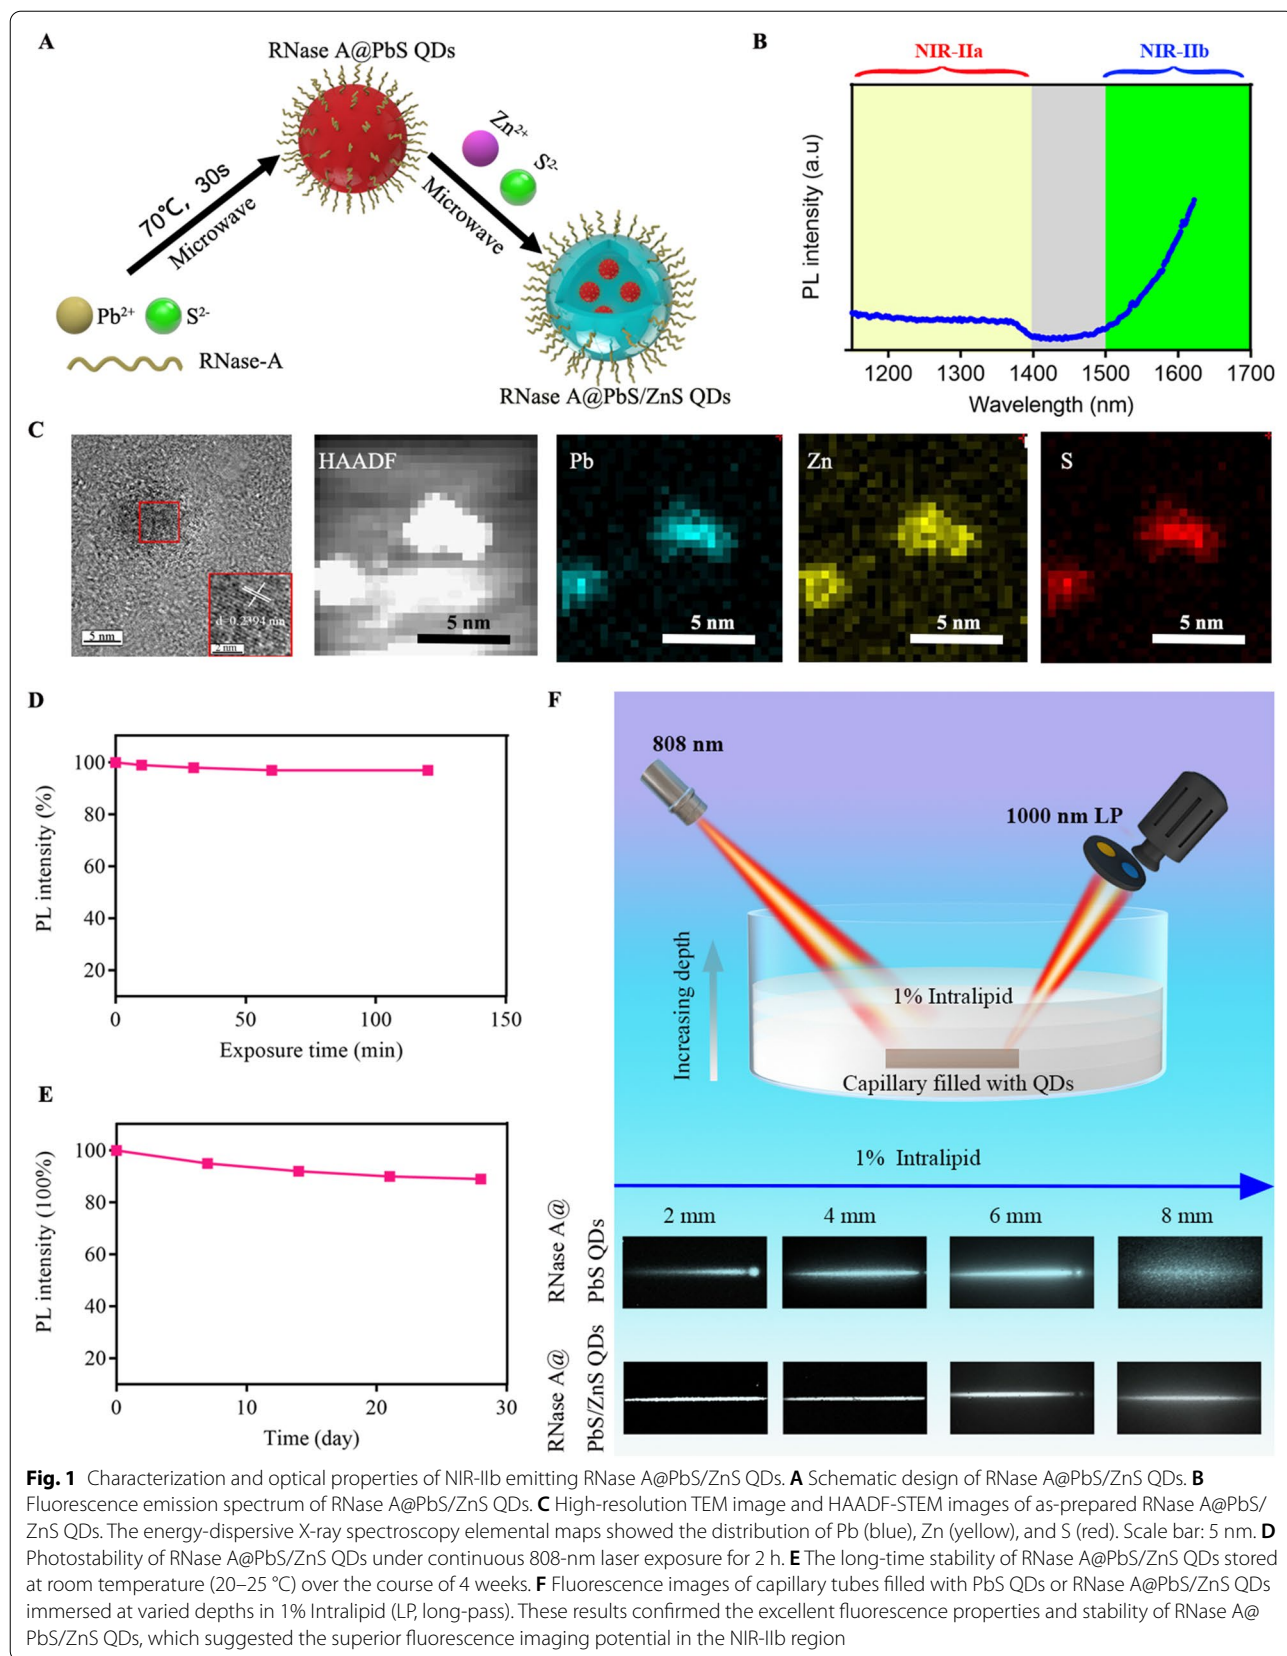 A
RNase A@PbS QDs
Zn2+
S2-
70℃, 30s
Microwave
Microwave
Pb2+
S2-
RNase-A
RNase A@PbS/ZnS QDs
B
NIR-IIa
NIR-IIb
PL intensity (a.u)
1200
1300
1400
1500
1600
1700
Wavelength (nm)
C
5 nm
d=0.2394 nm
2 nm
HAADF
5 nm
Pb
5 nm
Zn
5 nm
S
5 nm
D
PL intensity (%)
100
80
60
40
20
0
50
100
150
Exposure time (min)
E
PL intensity (100%)
100
80
60
40
20
0
10
20
30
Time (day)
F
808 nm
1000 nm LP
Increasing depth
1% Intralipid
Capillary filled with QDs
1% Intralipid
2 mm
4 mm
6 mm
8 mm
RNase A@
PbS QDs
RNase A@
PbS/ZnS QDs
Fig. 1 Characterization and optical properties of NIR-IIb emitting RNase A@PbS/ZnS QDs. A Schematic design of RNase A@PbS/ZnS QDs. B
Fluorescence emission spectrum of RNase A@PbS/ZnS QDs. C High-resolution TEM image and HAADF-STEM images of as-prepared RNase A@PbS/
ZnS QDs. The energy-dispersive X-ray spectroscopy elemental maps showed the distribution of Pb (blue), Zn (yellow), and S (red). Scale bar: 5 nm. D
Photostability of RNase A@PbS/ZnS QDs under continuous 808-nm laser exposure for 2 h. E The long-time stability of RNase A@PbS/ZnS QDs stored
at room temperature (20–25 °C) over the course of 4 weeks. F Fluorescence images of capillary tubes filled with PbS QDs or RNase A@PbS/ZnS QDs
immersed at varied depths in 1% Intralipid (LP, long-pass). These results confirmed the excellent fluorescence properties and stability of RNase A@
PbS/ZnS QDs, which suggested the superior fluorescence imaging potential in the NIR-IIb region